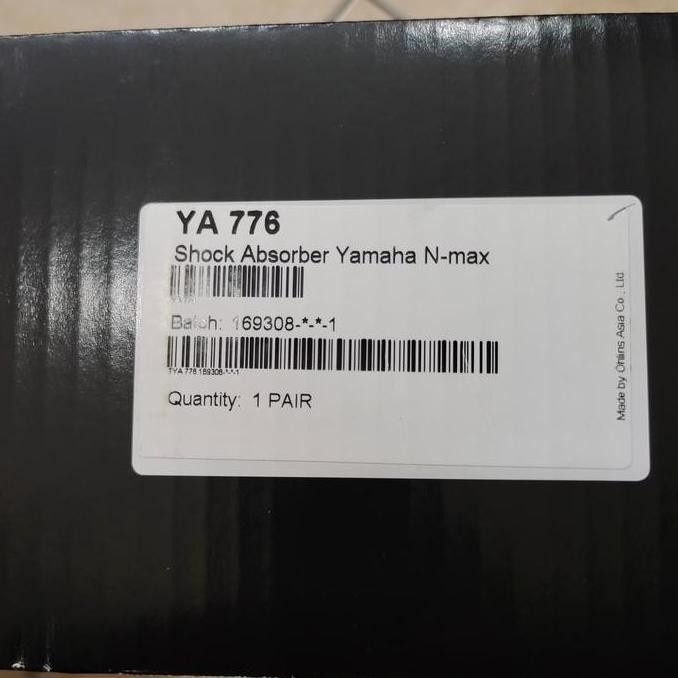 YA 776
Shock Absorber Yamaha N-max
Batch: 169308-*-*-1
TYA 776 169308-*-*-1
Quantity: 1 PAIR
Made by Öhlins Asia Co., Ltd.